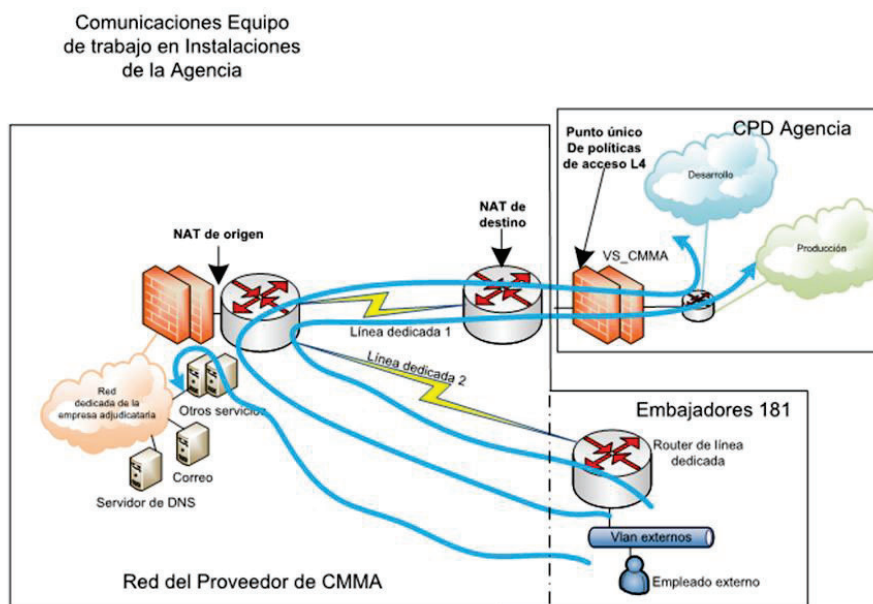 Comunicaciones Equipo
de trabajo en Instalaciones
de la Agencia
CPD Agencia
Punto único
De políticas
de acceso L4
Desarrollo
NAT de
destino
NAT de origen
VS_CMMA
Producción
Línea dedicada 1
Línea dedicada 2
Red
dedicada de la
empresa adjudicataria
Otros servicios
Embajadores 181
Router de línea
dedicada
Correo
Servidor de DNS
Vlan externos
Red del Proveedor de CMMA
Empleado externo